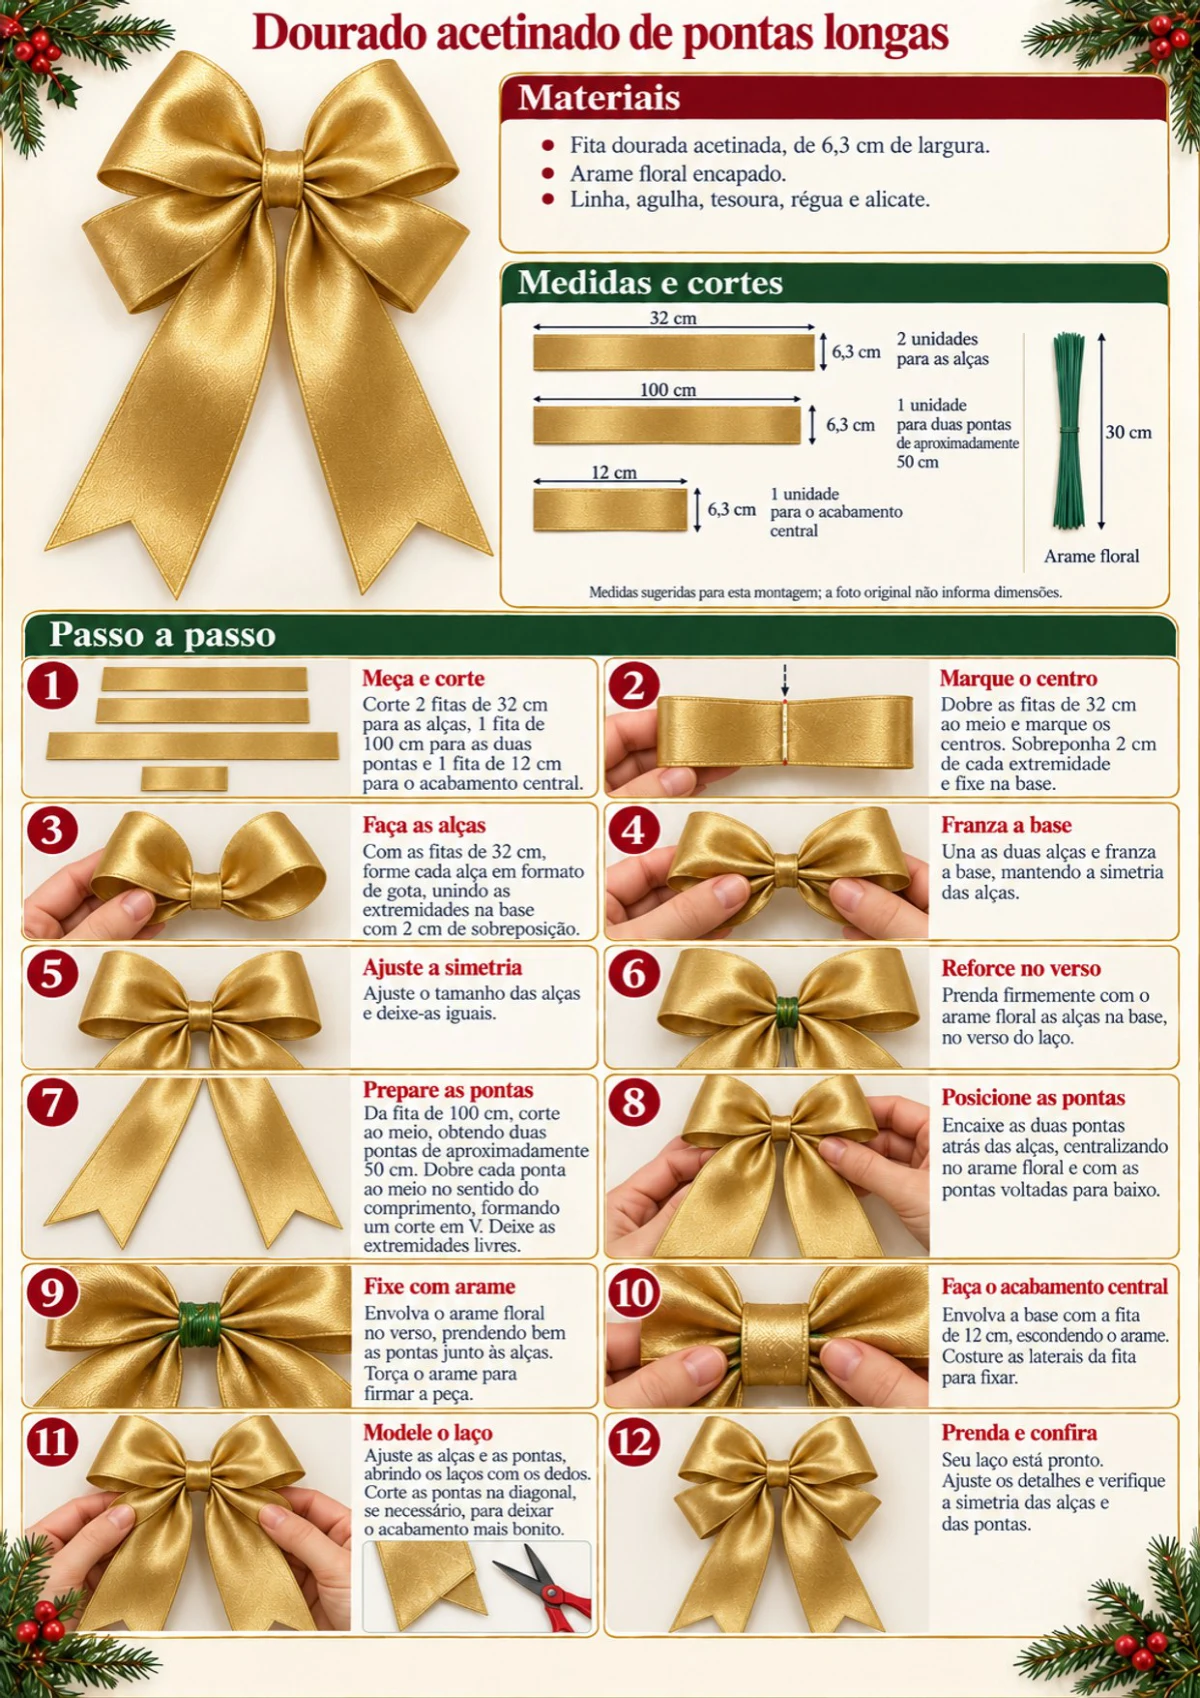 Dourado acetinado de pontas longas
Materiais
Fita dourada acetinada, de 6,3 cm de largura.
Arame floral encapado.
Linha, agulha, tesoura, régua e alicate.
Medidas e cortes
32 cm
6,3 cm
2 unidades
para as alças
100 cm
6,3 cm
1 unidade
para duas pontas
de aproximadamente
50 cm
12 cm
6,3 cm
1 unidade
para o acabamento
central
30 cm
Arame floral
Medidas sugeridas para esta montagem; a foto original não informa dimensões.
Passo a passo
1
Meça e corte
Corte 2 fitas de 32 cm
para as alças, 1 fita de
100 cm para as duas
pontas e 1 fita de 12 cm
para o acabamento central.
2
Marque o centro
Dobre as fitas de 32 cm
ao meio e marque os
centros. Sobreponha 2 cm
de cada extremidade
e fixe na base.
3
Faça as alças
Com as fitas de 32 cm,
forme cada alça em formato
de gota, unindo as
extremidades na base
com 2 cm de sobreposição.
4
Franza a base
Una as duas alças e franza
a base, mantendo a simetria
das alças.
5
Ajuste a simetria
Ajuste o tamanho das alças
e deixe-as iguais.
6
Reforce no verso
Prenda firmemente com o
arame floral as alças na base,
no verso do laço.
7
Prepare as pontas
Da fita de 100 cm, corte
ao meio, obtendo duas
pontas de aproximadamente
50 cm. Dobre cada ponta
ao meio no sentido do
comprimento, formando
um corte em V. Deixe as
extremidades livres.
8
Posicione as pontas
Encaixe as duas pontas
atrás das alças, centralizando
no arame floral e com as
pontas voltadas para baixo.
9
Fixe com arame
Envolva o arame floral
no verso, prendendo bem
as pontas junto às alças.
Torça o arame para
firmar a peça.
10
Faça o acabamento central
Envolva a base com a fita
de 12 cm, escondendo o arame.
Costure as laterais da fita
para fixar.
11
Modele o laço
Ajuste as alças e as pontas,
abrindo os laços com os dedos.
Corte as pontas na diagonal,
se necessário, para deixar
o acabamento mais bonito.
12
Prenda e confira
Seu laço está pronto.
Ajuste os detalhes e verifique
a simetria das alças e
das pontas.